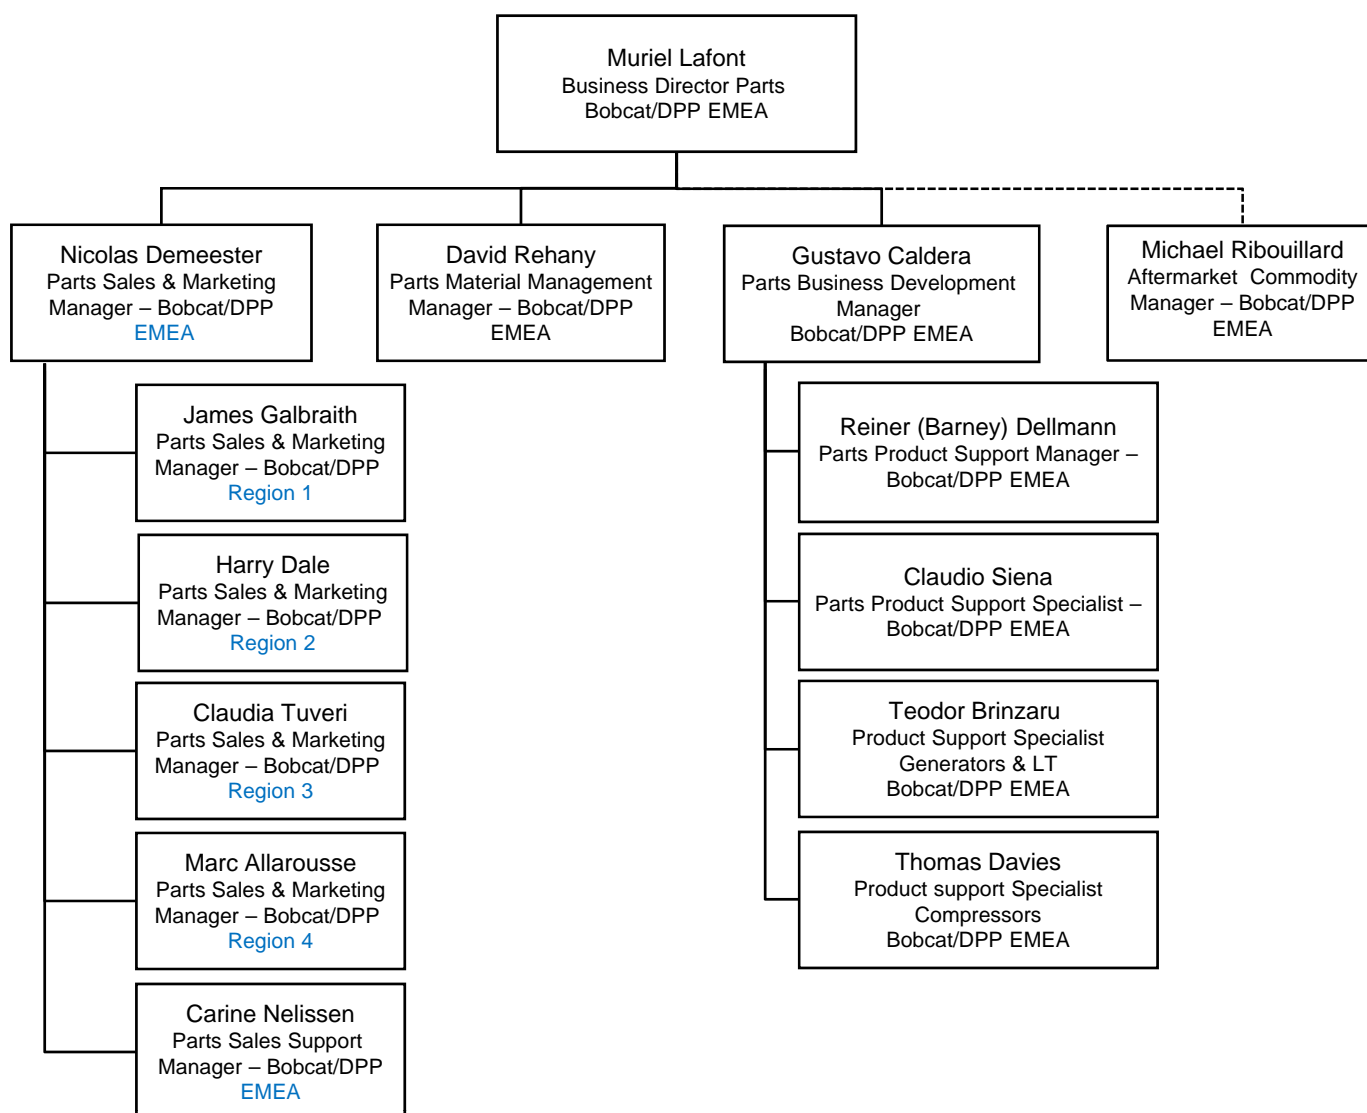 Muriel Lafont
Business Director Parts
Bobcat/DPP EMEA
Nicolas Demeester
Parts Sales & Marketing
Manager – Bobcat/DPP
EMEA
David Rehany
Parts Material Management
Manager – Bobcat/DPP
EMEA
Gustavo Caldera
Parts Business Development
Manager
Bobcat/DPP EMEA
Michael Ribouillard
Aftermarket Commodity
Manager – Bobcat/DPP
EMEA
James Galbraith
Parts Sales & Marketing
Manager – Bobcat/DPP
Region 1
Harry Dale
Parts Sales & Marketing
Manager – Bobcat/DPP
Region 2
Claudia Tuveri
Parts Sales & Marketing
Manager – Bobcat/DPP
Region 3
Marc Allarousse
Parts Sales & Marketing
Manager – Bobcat/DPP
Region 4
Carine Nelissen
Parts Sales Support
Manager – Bobcat/DPP
EMEA
Reiner (Barney) Dellmann
Parts Product Support Manager –
Bobcat/DPP EMEA
Claudio Siena
Parts Product Support Specialist –
Bobcat/DPP EMEA
Teodor Brinzaru
Product Support Specialist
Generators & LT
Bobcat/DPP EMEA
Thomas Davies
Product support Specialist
Compressors
Bobcat/DPP EMEA